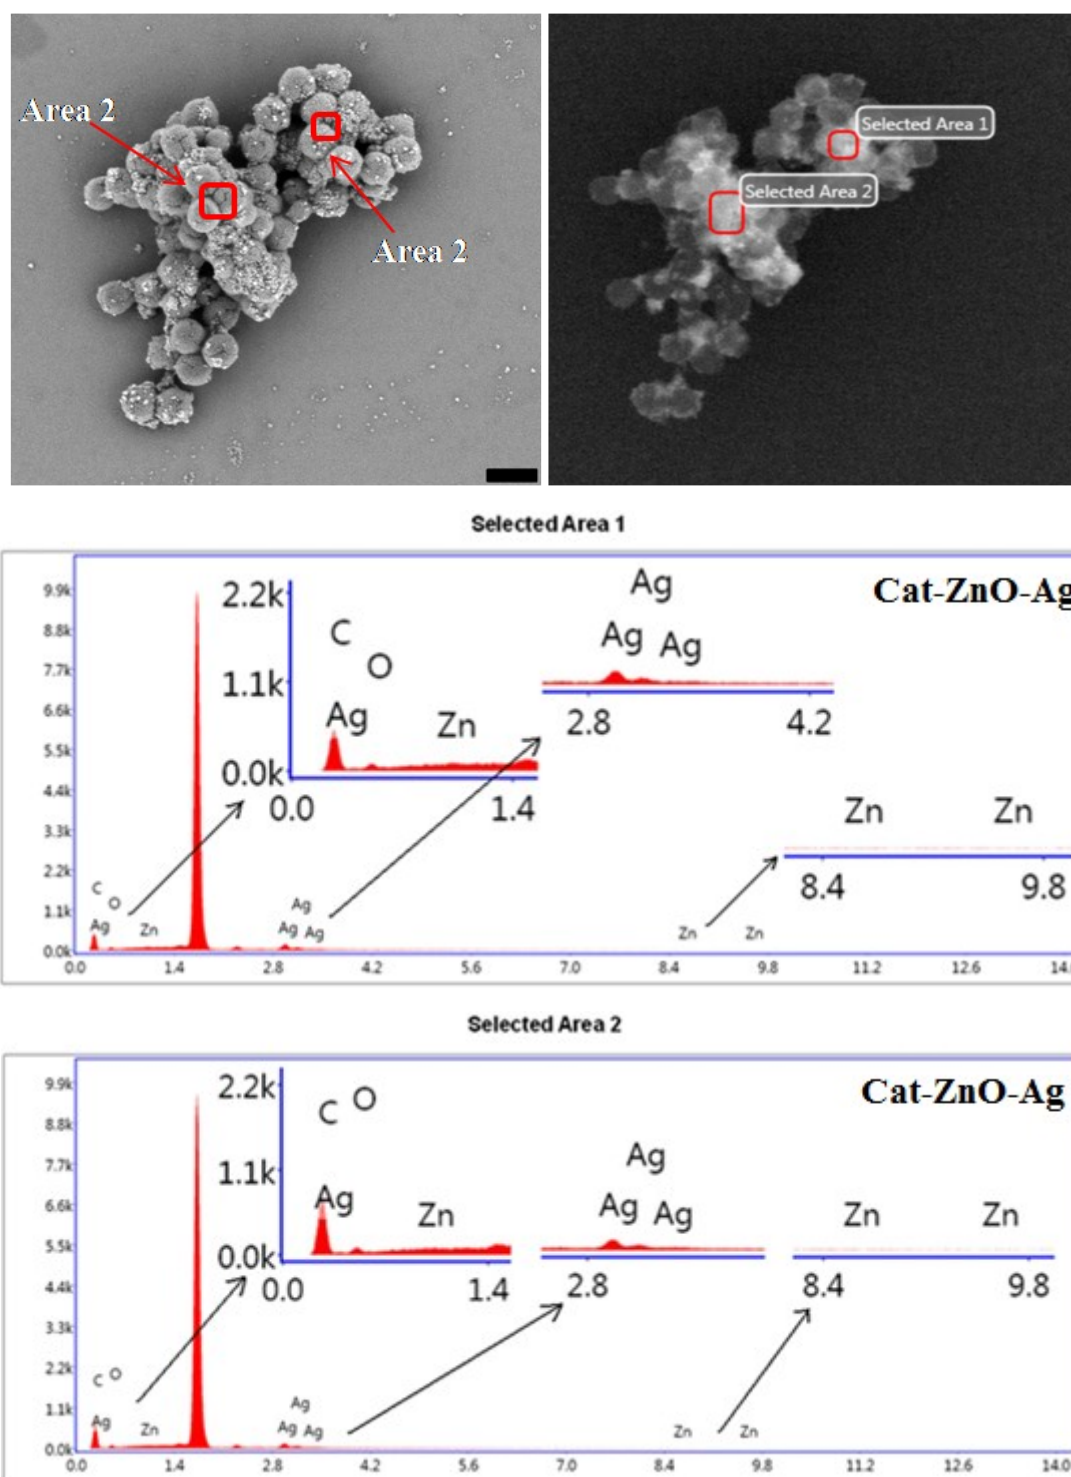 Area 2
Area 2
Selected Area 1
Selected Area 2
Selected Area 1
Cat-ZnO-Ag
9.9k
8.8k
7.7k
6.6k
5.5k
4.4k
3.3k
2.2k
1.1k
0.0k
C
O
Ag
Zn
Ag
Ag Ag
Zn Zn
0.0 1.4 2.8 4.2 5.6 7.0 8.4 9.8 11.2 12.6 14.0
2.2k
1.1k
0.0k
C
O
Ag
Zn
0.0 1.4
Ag
Ag Ag
2.8 4.2
Zn Zn
8.4 9.8
Selected Area 2
Cat-ZnO-Ag
9.9k
8.8k
7.7k
6.6k
5.5k
4.4k
3.3k
2.2k
1.1k
0.0k
C O
Ag
Zn
Ag
Ag Ag
Zn Zn
0.0 1.4 2.8 4.2 5.6 7.0 8.4 9.8 11.2 12.6 14.0
2.2k
1.1k
0.0k
C O
Ag
Zn
0.0 1.4
Ag
Ag Ag
2.8
Zn Zn
8.4 9.8